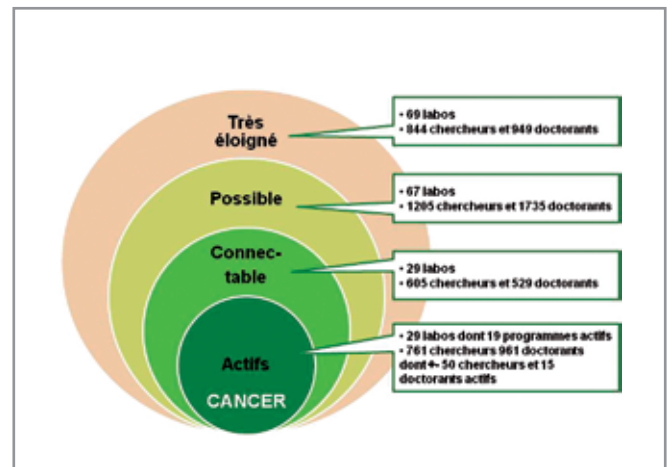 Très
éloigné
• 69 labos
• 844 chercheurs et 949 doctorants
Possible
• 67 labos
• 1205 chercheurs et 1735 doctorants
Connec-
table
• 29 labos
• 605 chercheurs et 529 doctorants
Actifs
CANCER
• 29 labos dont 19 programmes actifs
• 761 chercheurs 961 doctorants
dont +- 50 chercheurs et 15
doctorants actifs